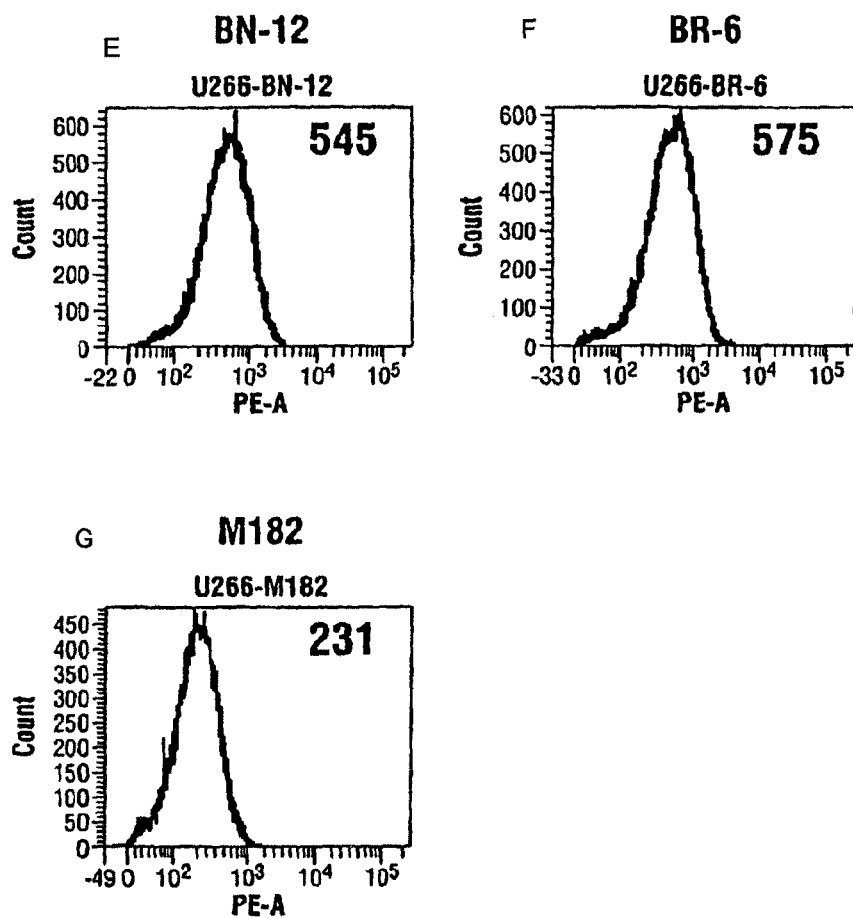 E
BN-12
U266-BN-12
545
600
500
400
300
200
100
0
Count
-22 0 10² 10³ 10⁴ 10⁵
PE-A
F
BR-6
U266-BR-6
575
600
500
400
300
200
100
0
Count
-33 0 10² 10³ 10⁴ 10⁵
PE-A
G
M182
U266-M182
231
450
400
350
300
250
200
150
100
50
0
Count
-49 0 10² 10³ 10⁴ 10⁵
PE-A